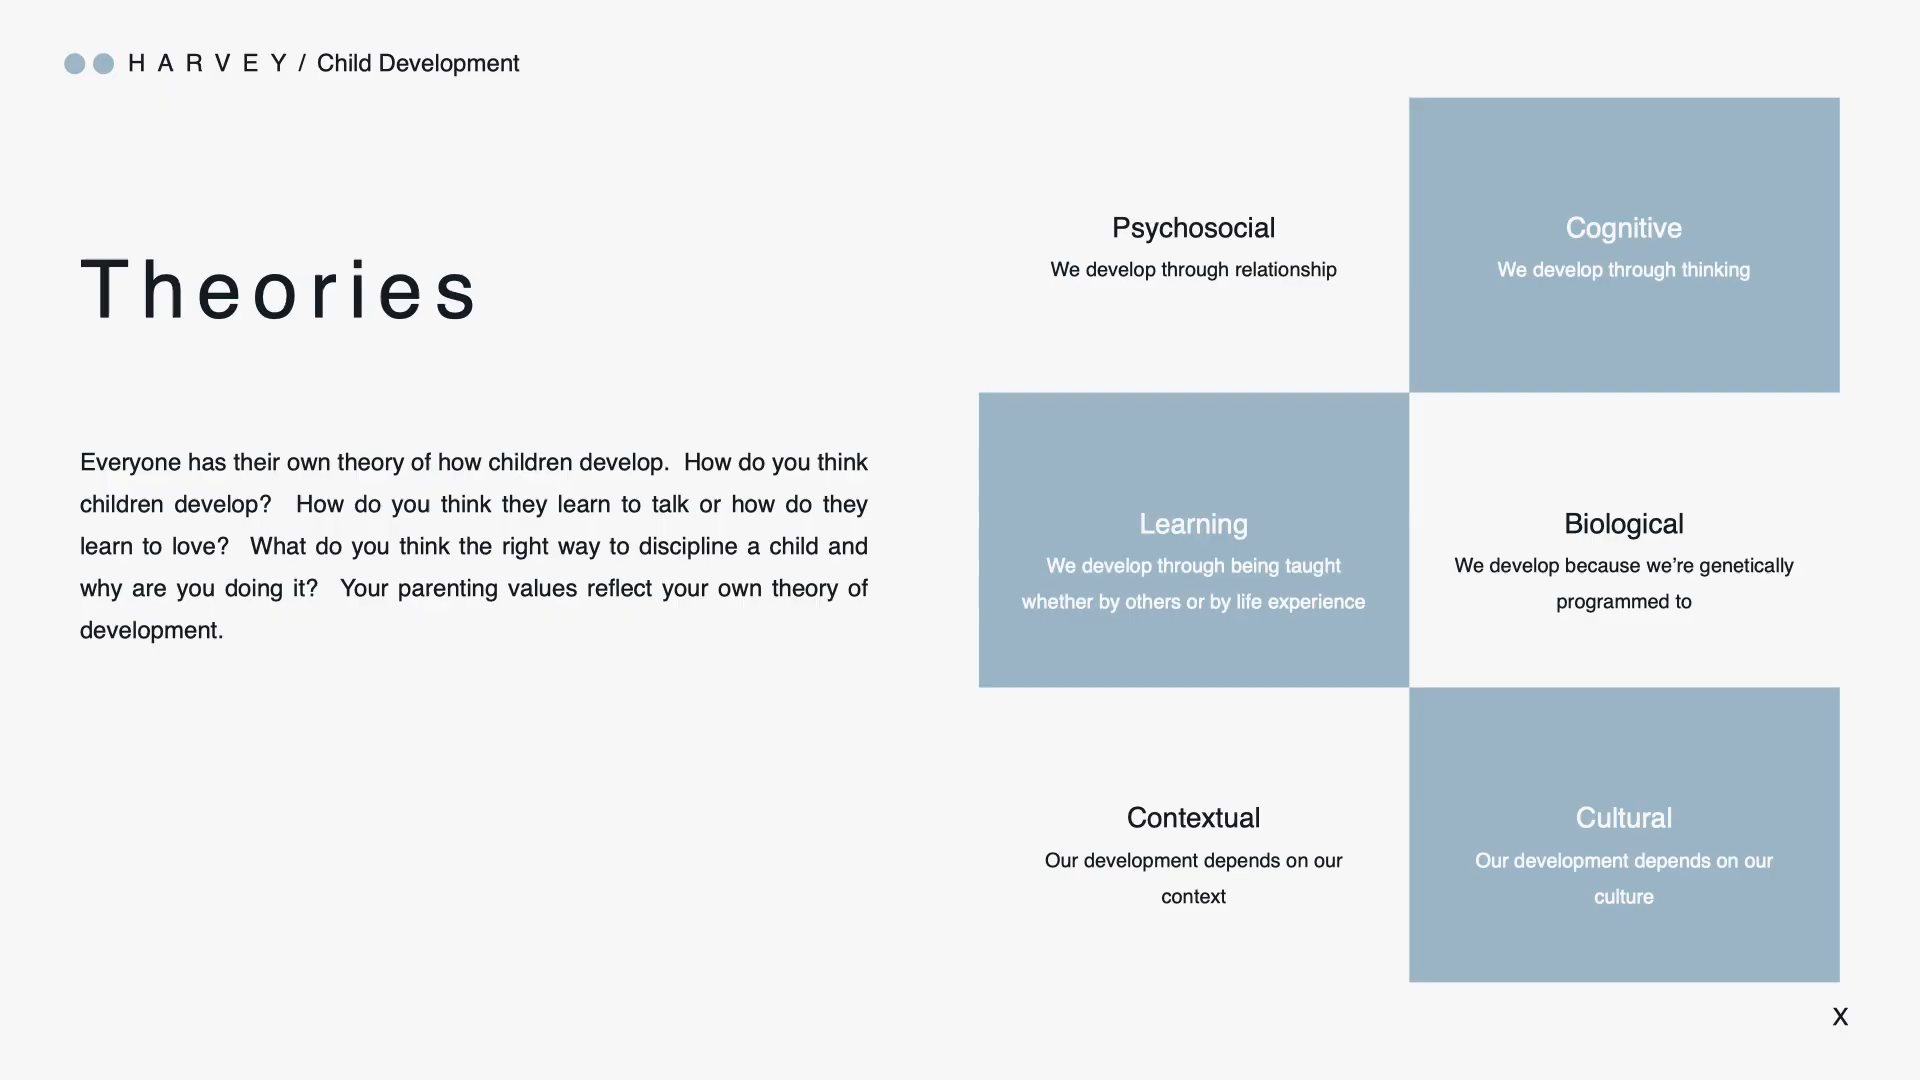 H A R V E Y / Child Development
Theories
Everyone has their own theory of how children develop.  How do you think
children develop?  How do you think they learn to talk or how do they
learn to love?  What do you think the right way to discipline a child and
why are you doing it?  Your parenting values reflect your own theory of
development.
Psychosocial
We develop through relationship
Cognitive
We develop through thinking
Learning
We develop through being taught
whether by others or by life experience
Biological
We develop because we’re genetically
programmed to
Contextual
Our development depends on our
context
Cultural
Our development depends on our
culture
X